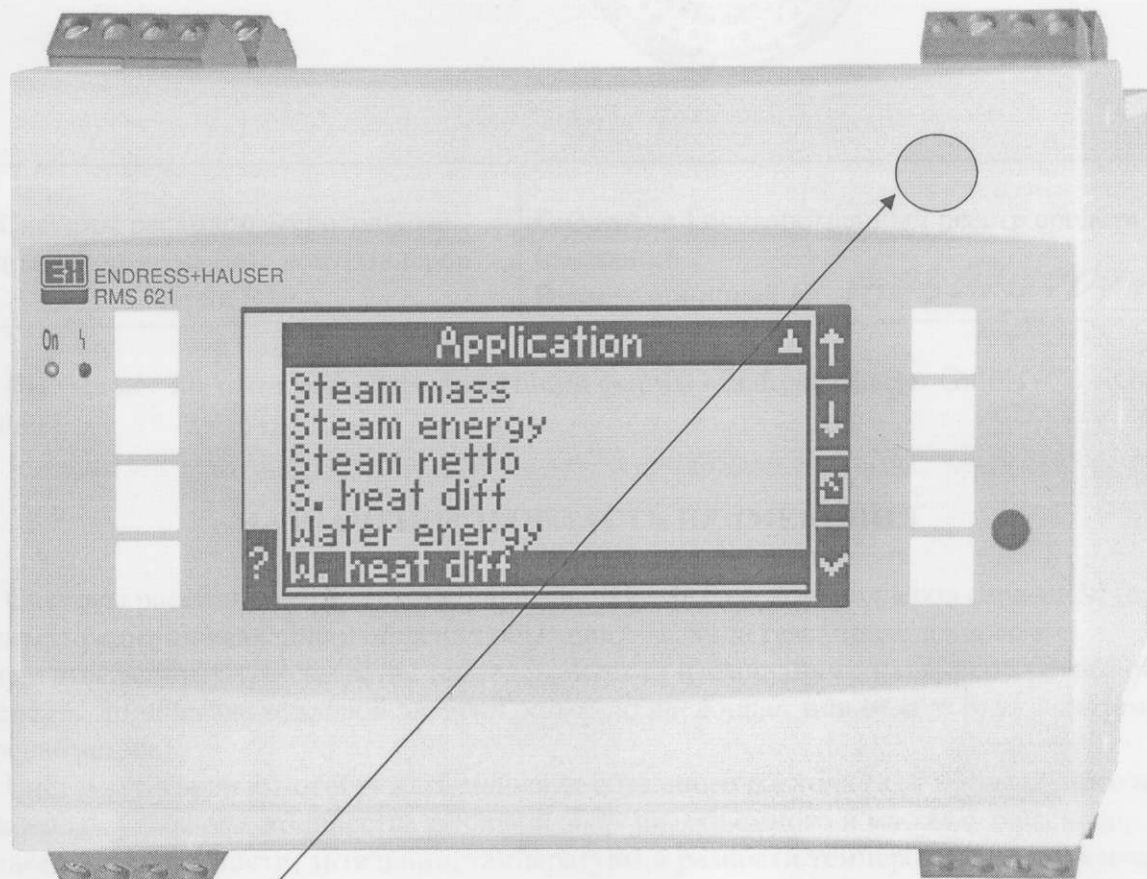 E+H ENDRESS+HAUSER
RMS 621
On
Application
Steam mass
Steam energy
Steam netto
S. heat diff
Water energy
? W. heat diff